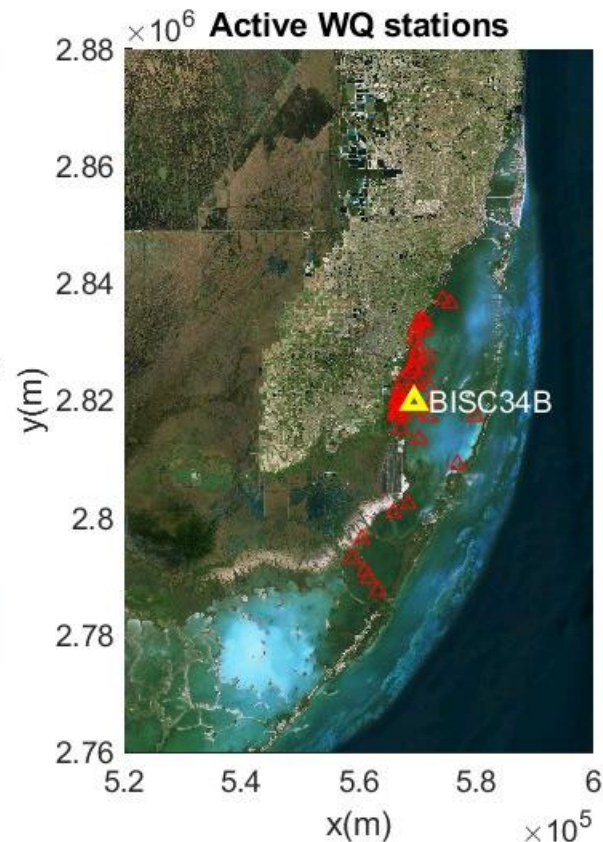 ×10⁶ Active WQ stations
2.88
2.86
2.84
2.82
2.8
2.78
2.76
y(m)
BISC34B
5.2 5.4 5.6 5.8 6
x(m)
×10⁵